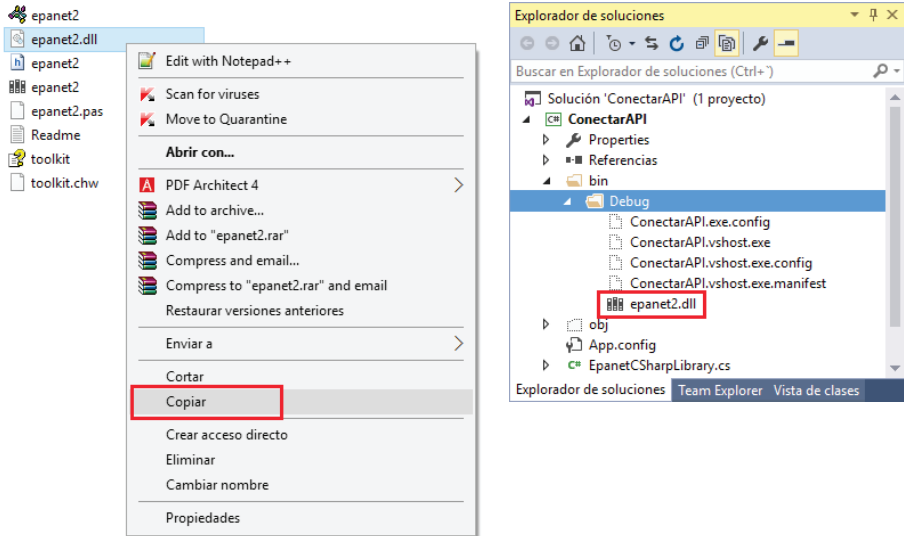 epanet2
epanet2.dll
epanet2
epanet2
epanet2.pas
Readme
toolkit
toolkit.chw
Edit with Notepad++
Scan for viruses
Move to Quarantine
Abrir con...
PDF Architect 4
Add to archive...
Add to "epanet2.rar"
Compress and email...
Compress to "epanet2.rar" and email
Restaurar versiones anteriores
Enviar a
Cortar
Copiar
Crear acceso directo
Eliminar
Cambiar nombre
Propiedades
Explorador de soluciones
Buscar en Explorador de soluciones (Ctrl+`)
Solución 'ConectarAPI' (1 proyecto)
C# ConectarAPI
Properties
Referencias
bin
Debug
ConectarAPI.exe.config
ConectarAPI.vshost.exe
ConectarAPI.vshost.exe.config
ConectarAPI.vshost.exe.manifest
epanet2.dll
obj
App.config
C# EpanetCSharpLibrary.cs
Explorador de soluciones Team Explorer Vista de clases